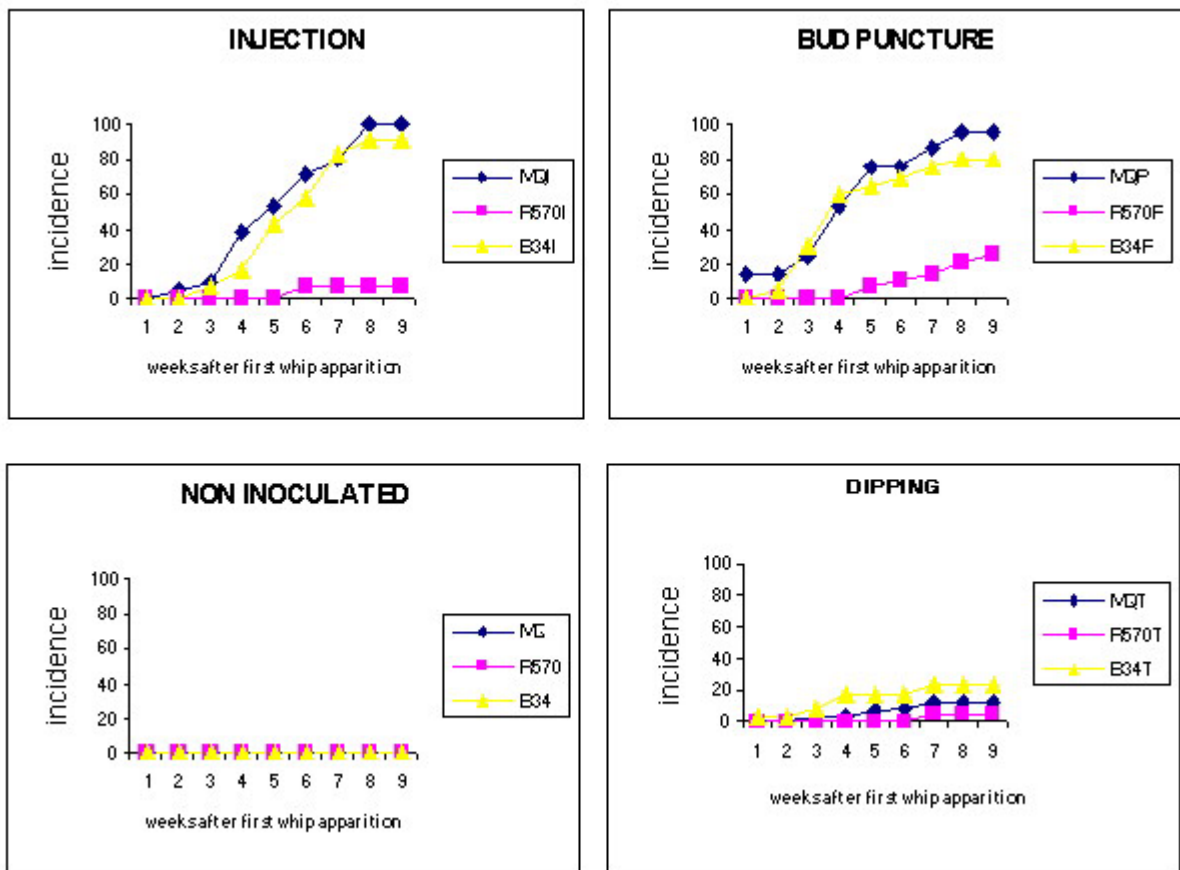 INJECTION
100
80
60
40
20
0
incidence
1 2 3 4 5 6 7 8 9
weeks after first whip apparition
MQI
R570I
B34I
BUD PUNCTURE
100
80
60
40
20
0
incidence
1 2 3 4 5 6 7 8 9
weeks after first whip apparition
MQP
R570F
B34F
NON INOCULATED
100
80
60
40
20
0
incidence
1 2 3 4 5 6 7 8 9
weeks after first whip apparition
R570
B34
DIPPING
100
80
60
40
20
0
incidence
1 2 3 4 5 6 7 8 9
weeks after first whip apparition
MQT
R570T
B34T